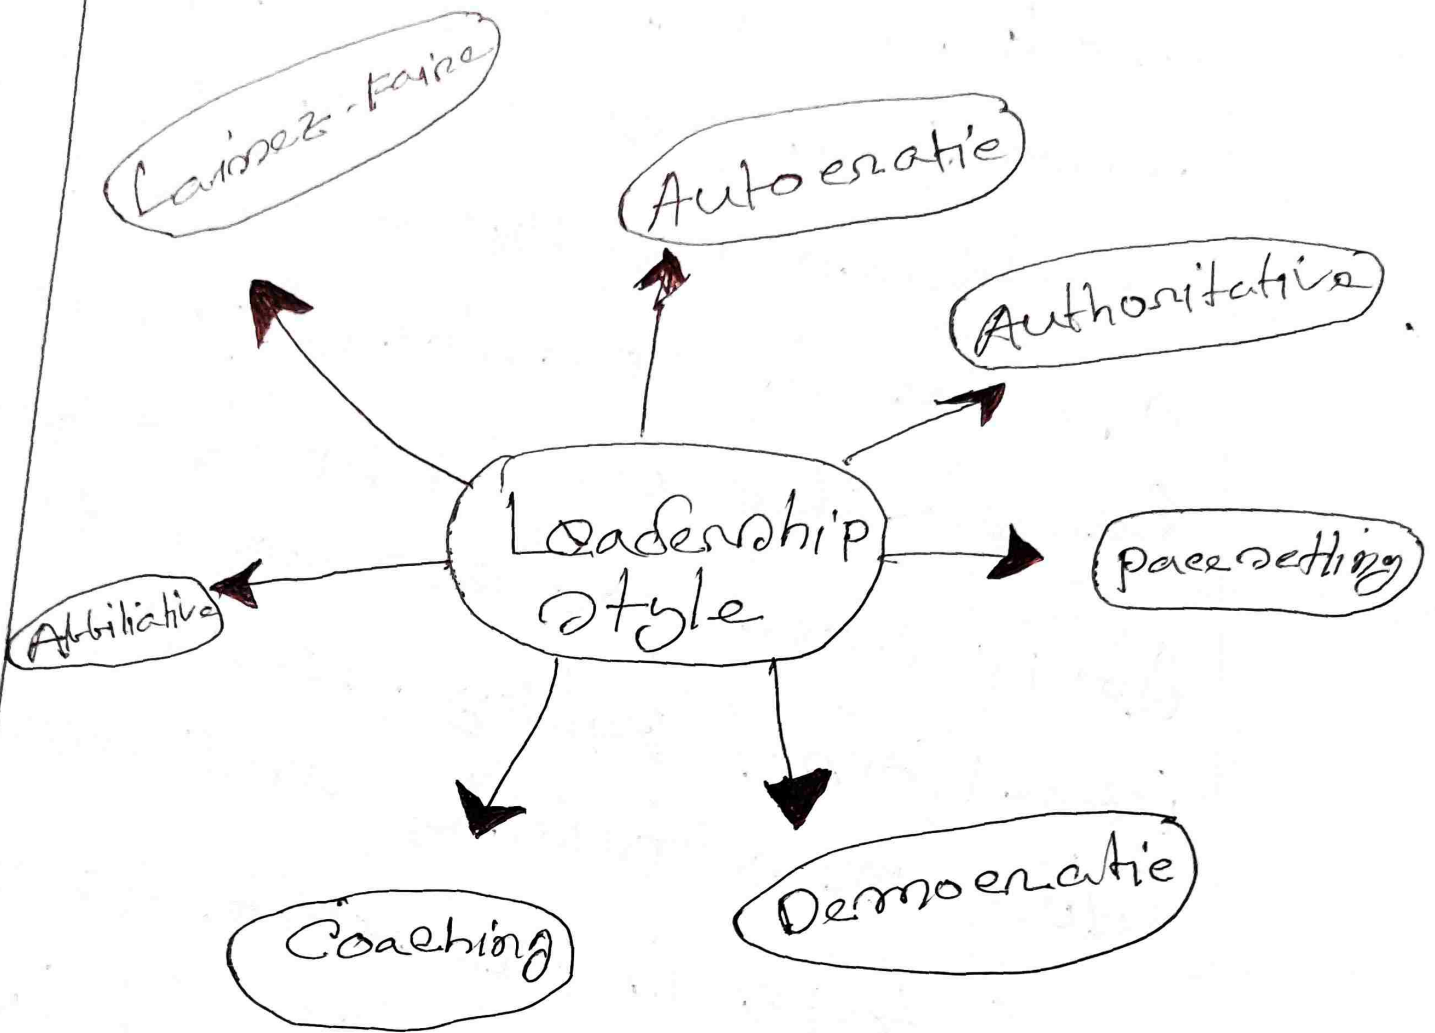 Laissez-Faire
Autocratic
Authoritative
Leadership
style
pacesetting
Affiliative
Democratic
Coaching